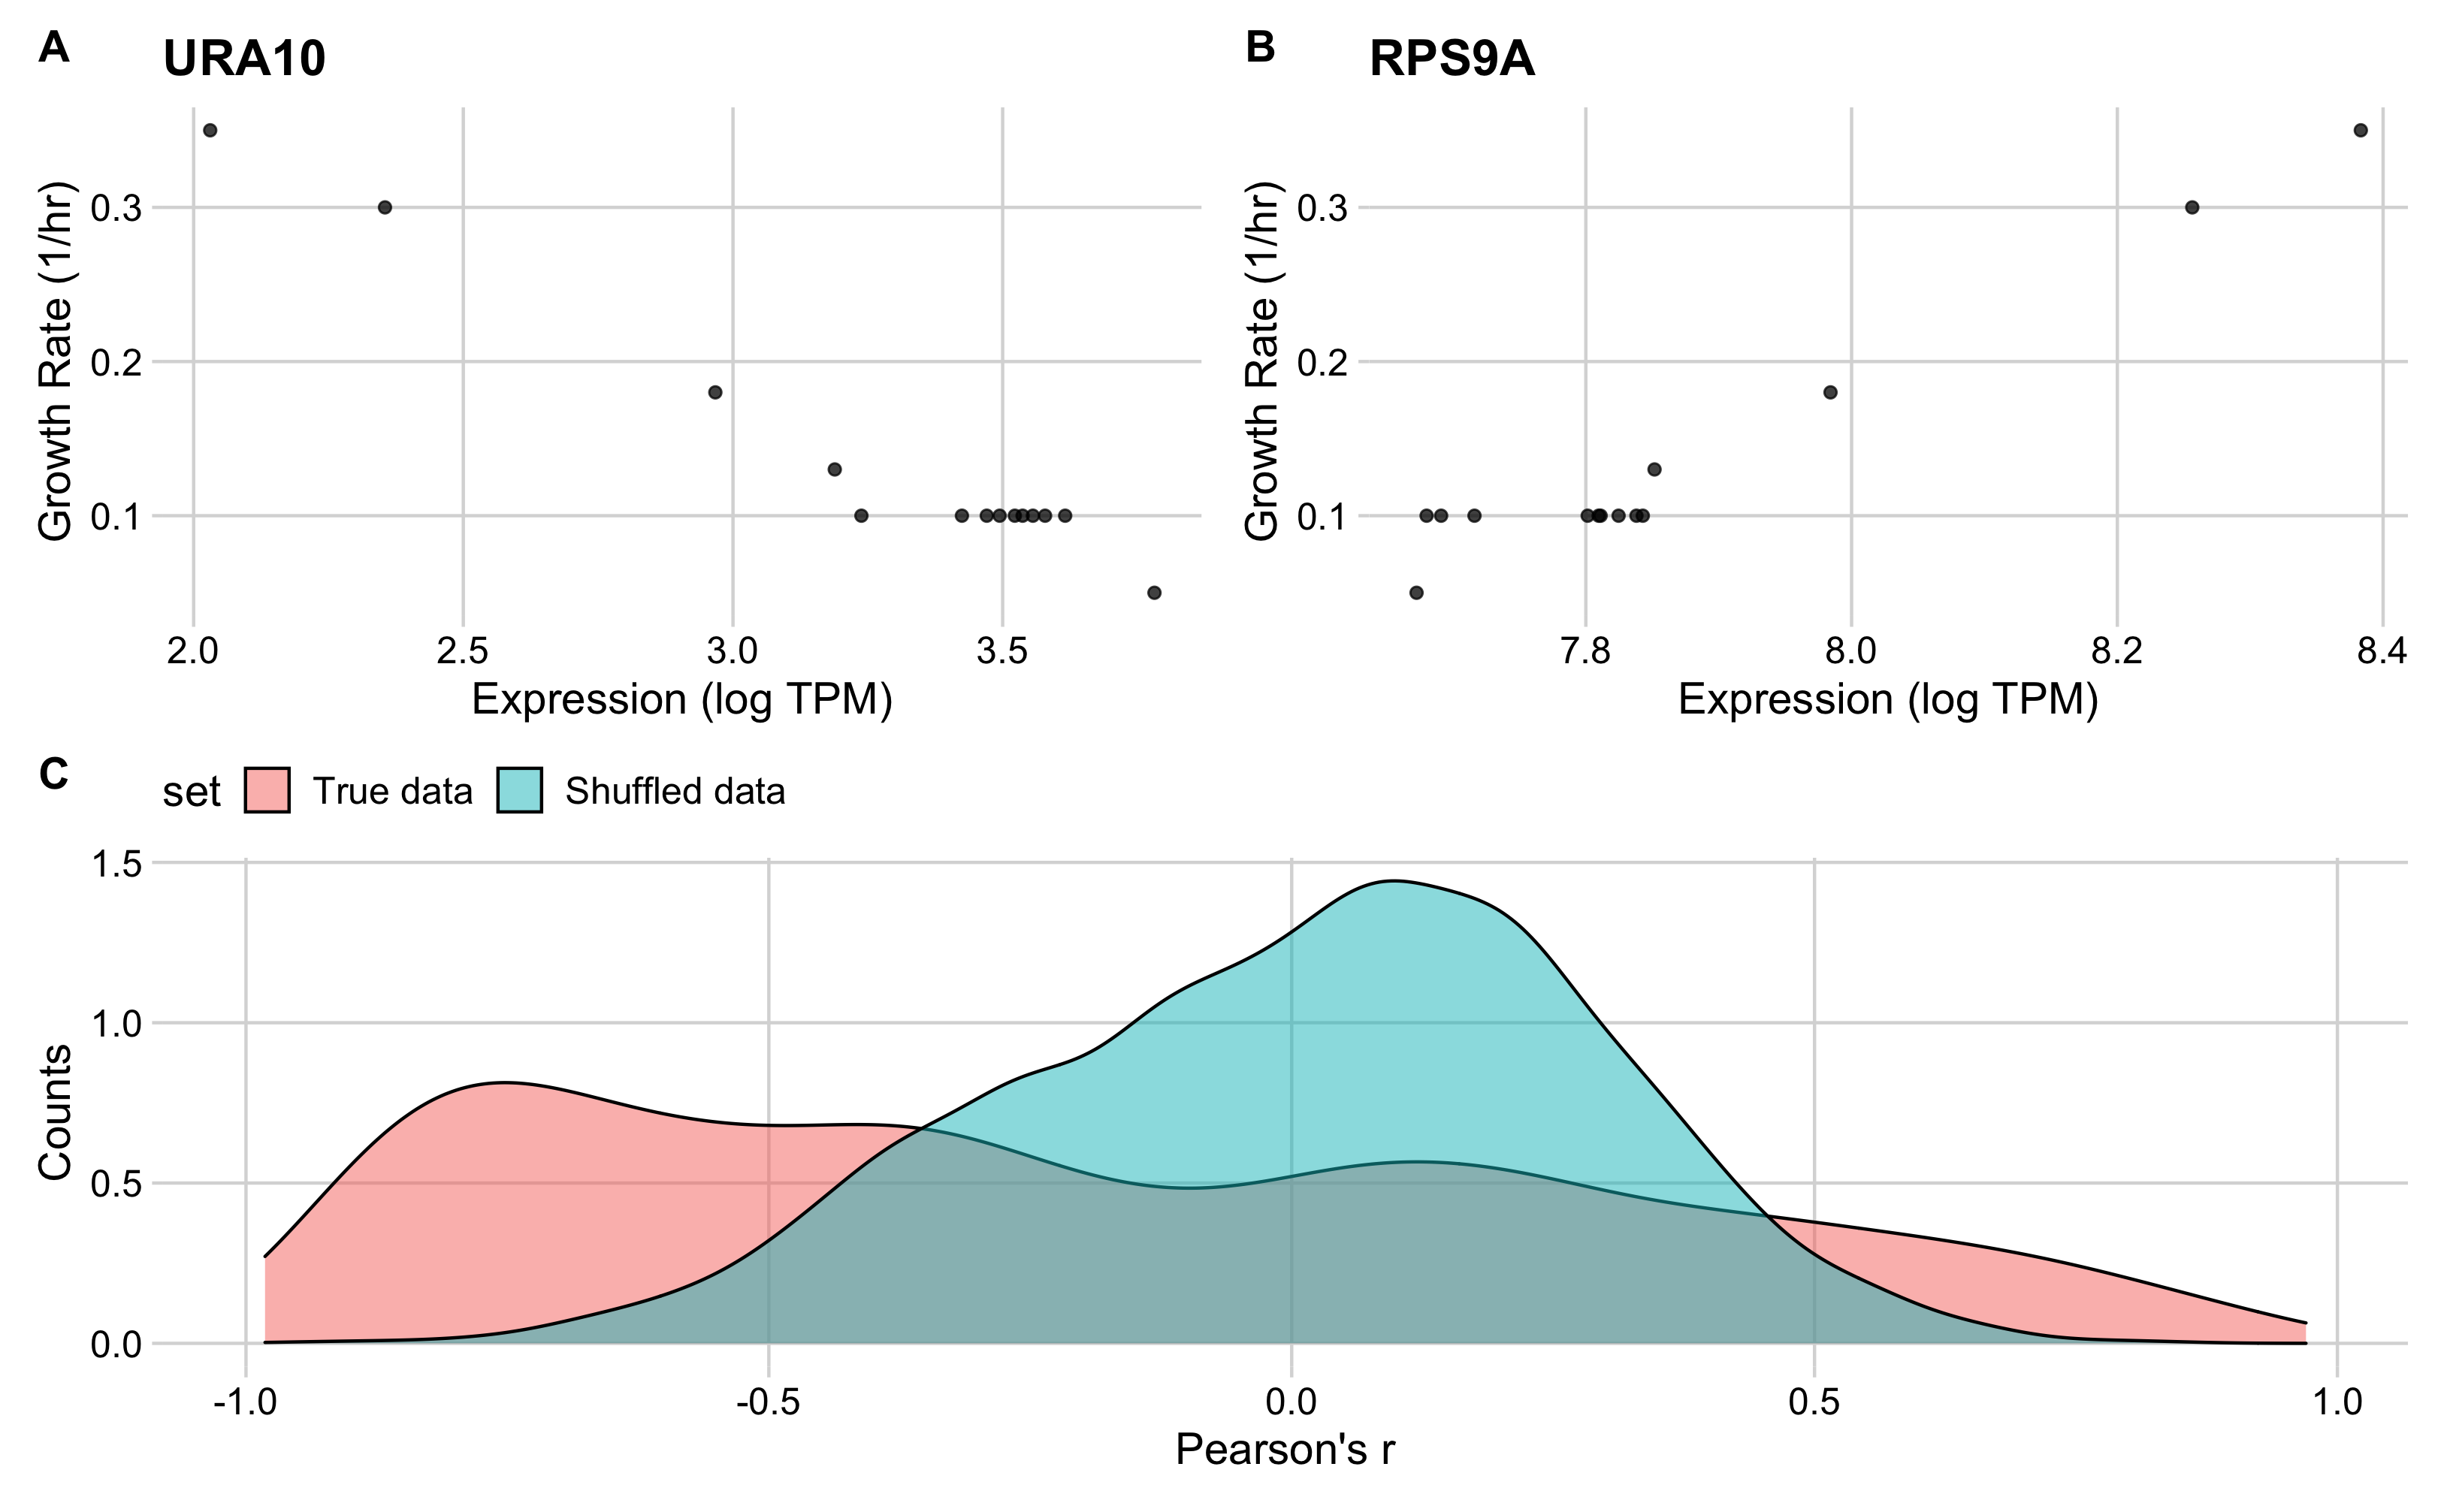 A URA10
Growth Rate (1/hr)
0.3
0.2
0.1
2.0 2.5 3.0 3.5
Expression (log TPM)
B RPS9A
Growth Rate (1/hr)
0.3
0.2
0.1
7.8 8.0 8.2 8.4
Expression (log TPM)
C set True data Shuffled data
Counts
1.5
1.0
0.5
0.0
-1.0 -0.5 0.0 0.5 1.0
Pearson's r